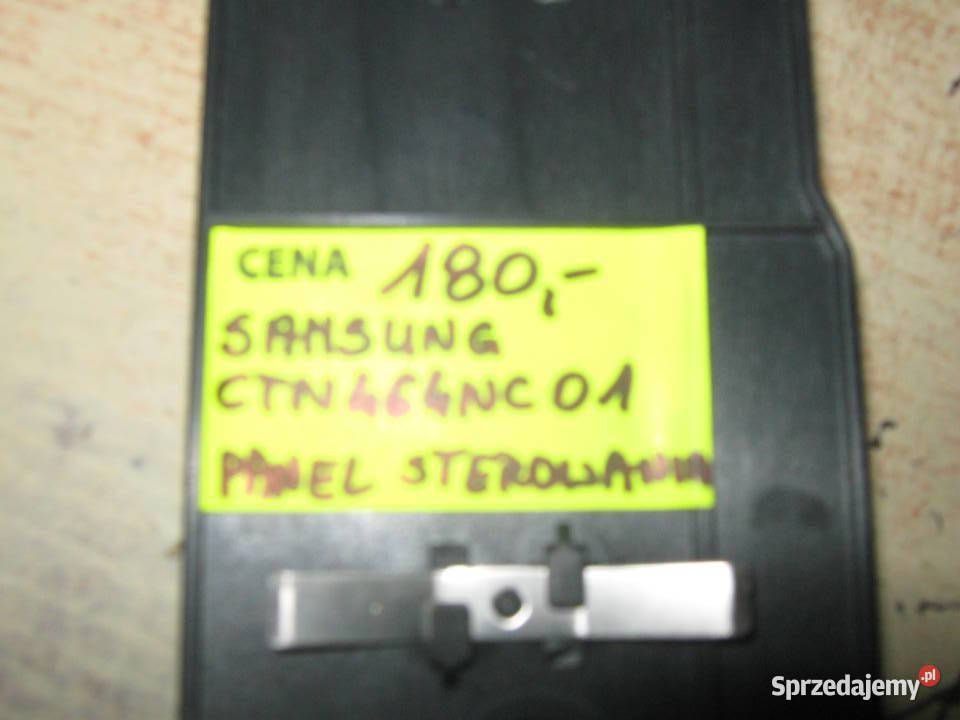 CENA 180,-
SAMSUNG
CTN464NC01
PANEL STEROWANIA
Sprzedajemy.pl